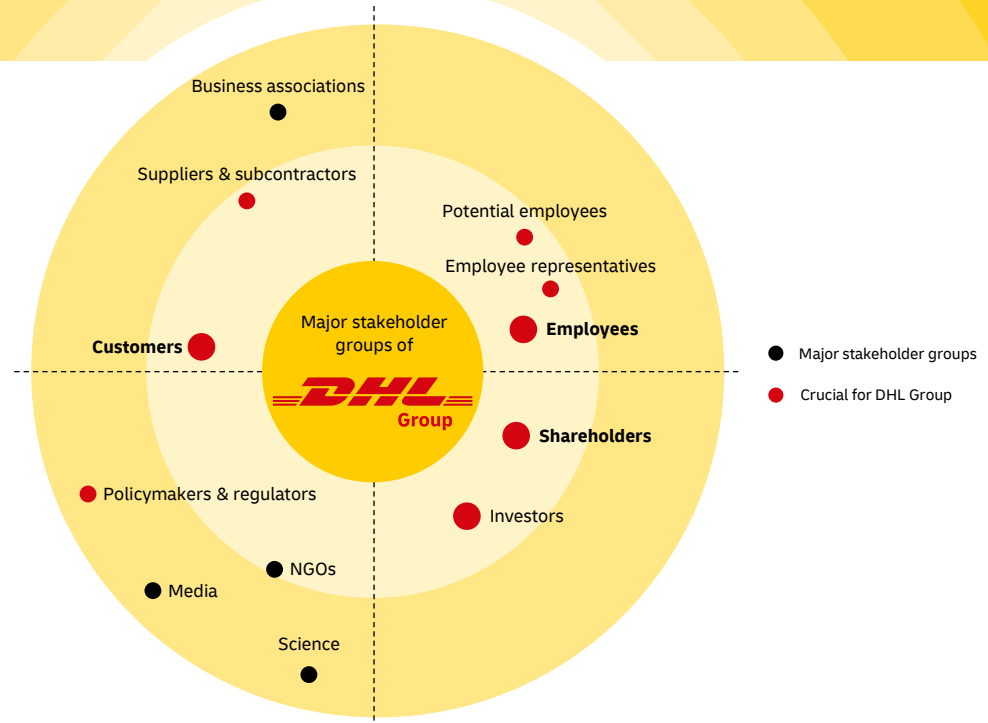 Business associations
Suppliers & subcontractors
Potential employees
Employee representatives
Employees
Customers
Major stakeholder
groups of
DHL
Group
Major stakeholder groups
Crucial for DHL Group
Shareholders
Policymakers & regulators
Investors
NGOs
Media
Science